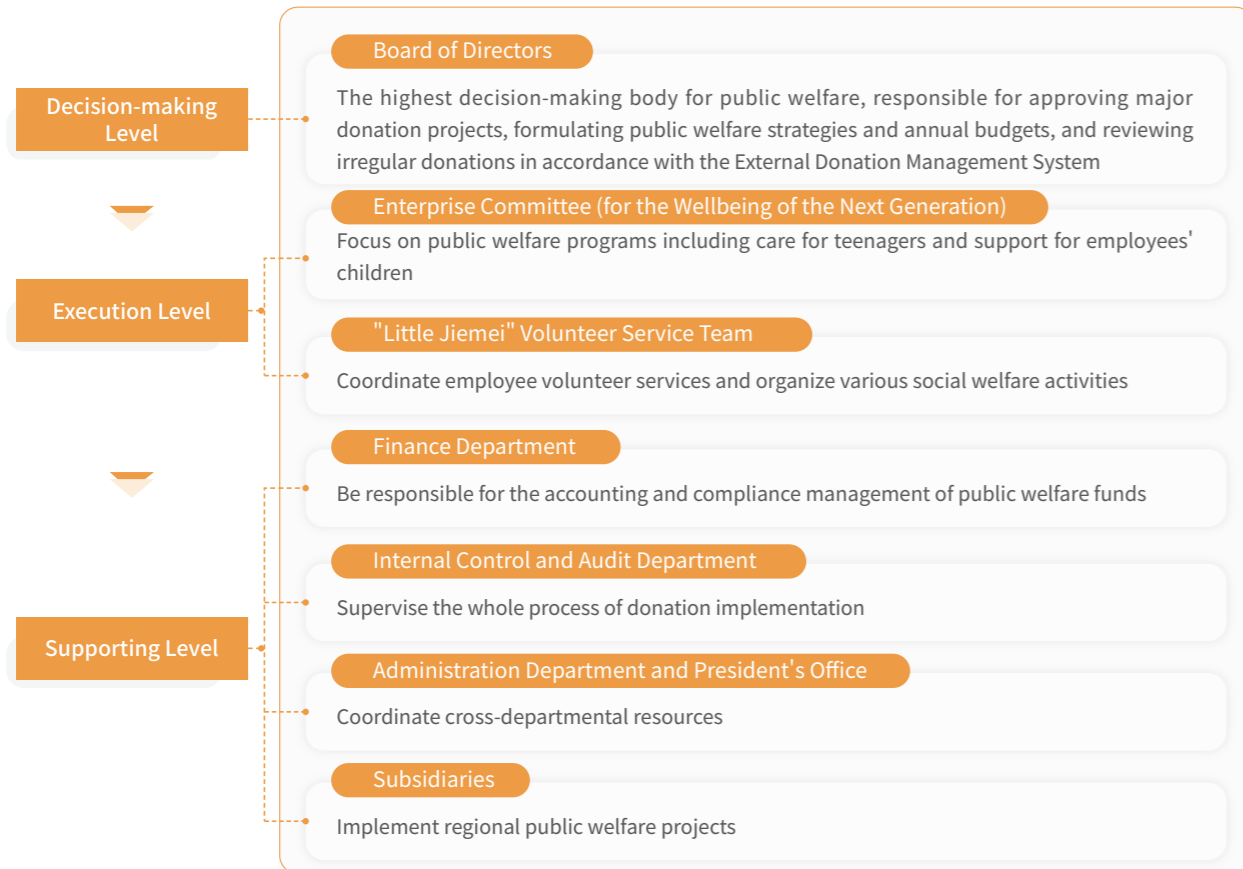 Board of Directors
Decision-making
Level
The highest decision-making body for public welfare, responsible for approving major
donation projects, formulating public welfare strategies and annual budgets, and reviewing
irregular donations in accordance with the External Donation Management System
Enterprise Committee (for the Wellbeing of the Next Generation)
Focus on public welfare programs including care for teenagers and support for employees'
children
Execution Level
"Little Jiemei" Volunteer Service Team
Coordinate employee volunteer services and organize various social welfare activities
Finance Department
Be responsible for the accounting and compliance management of public welfare funds
Internal Control and Audit Department
Supervise the whole process of donation implementation
Supporting Level
Administration Department and President's Office
Coordinate cross-departmental resources
Subsidiaries
Implement regional public welfare projects